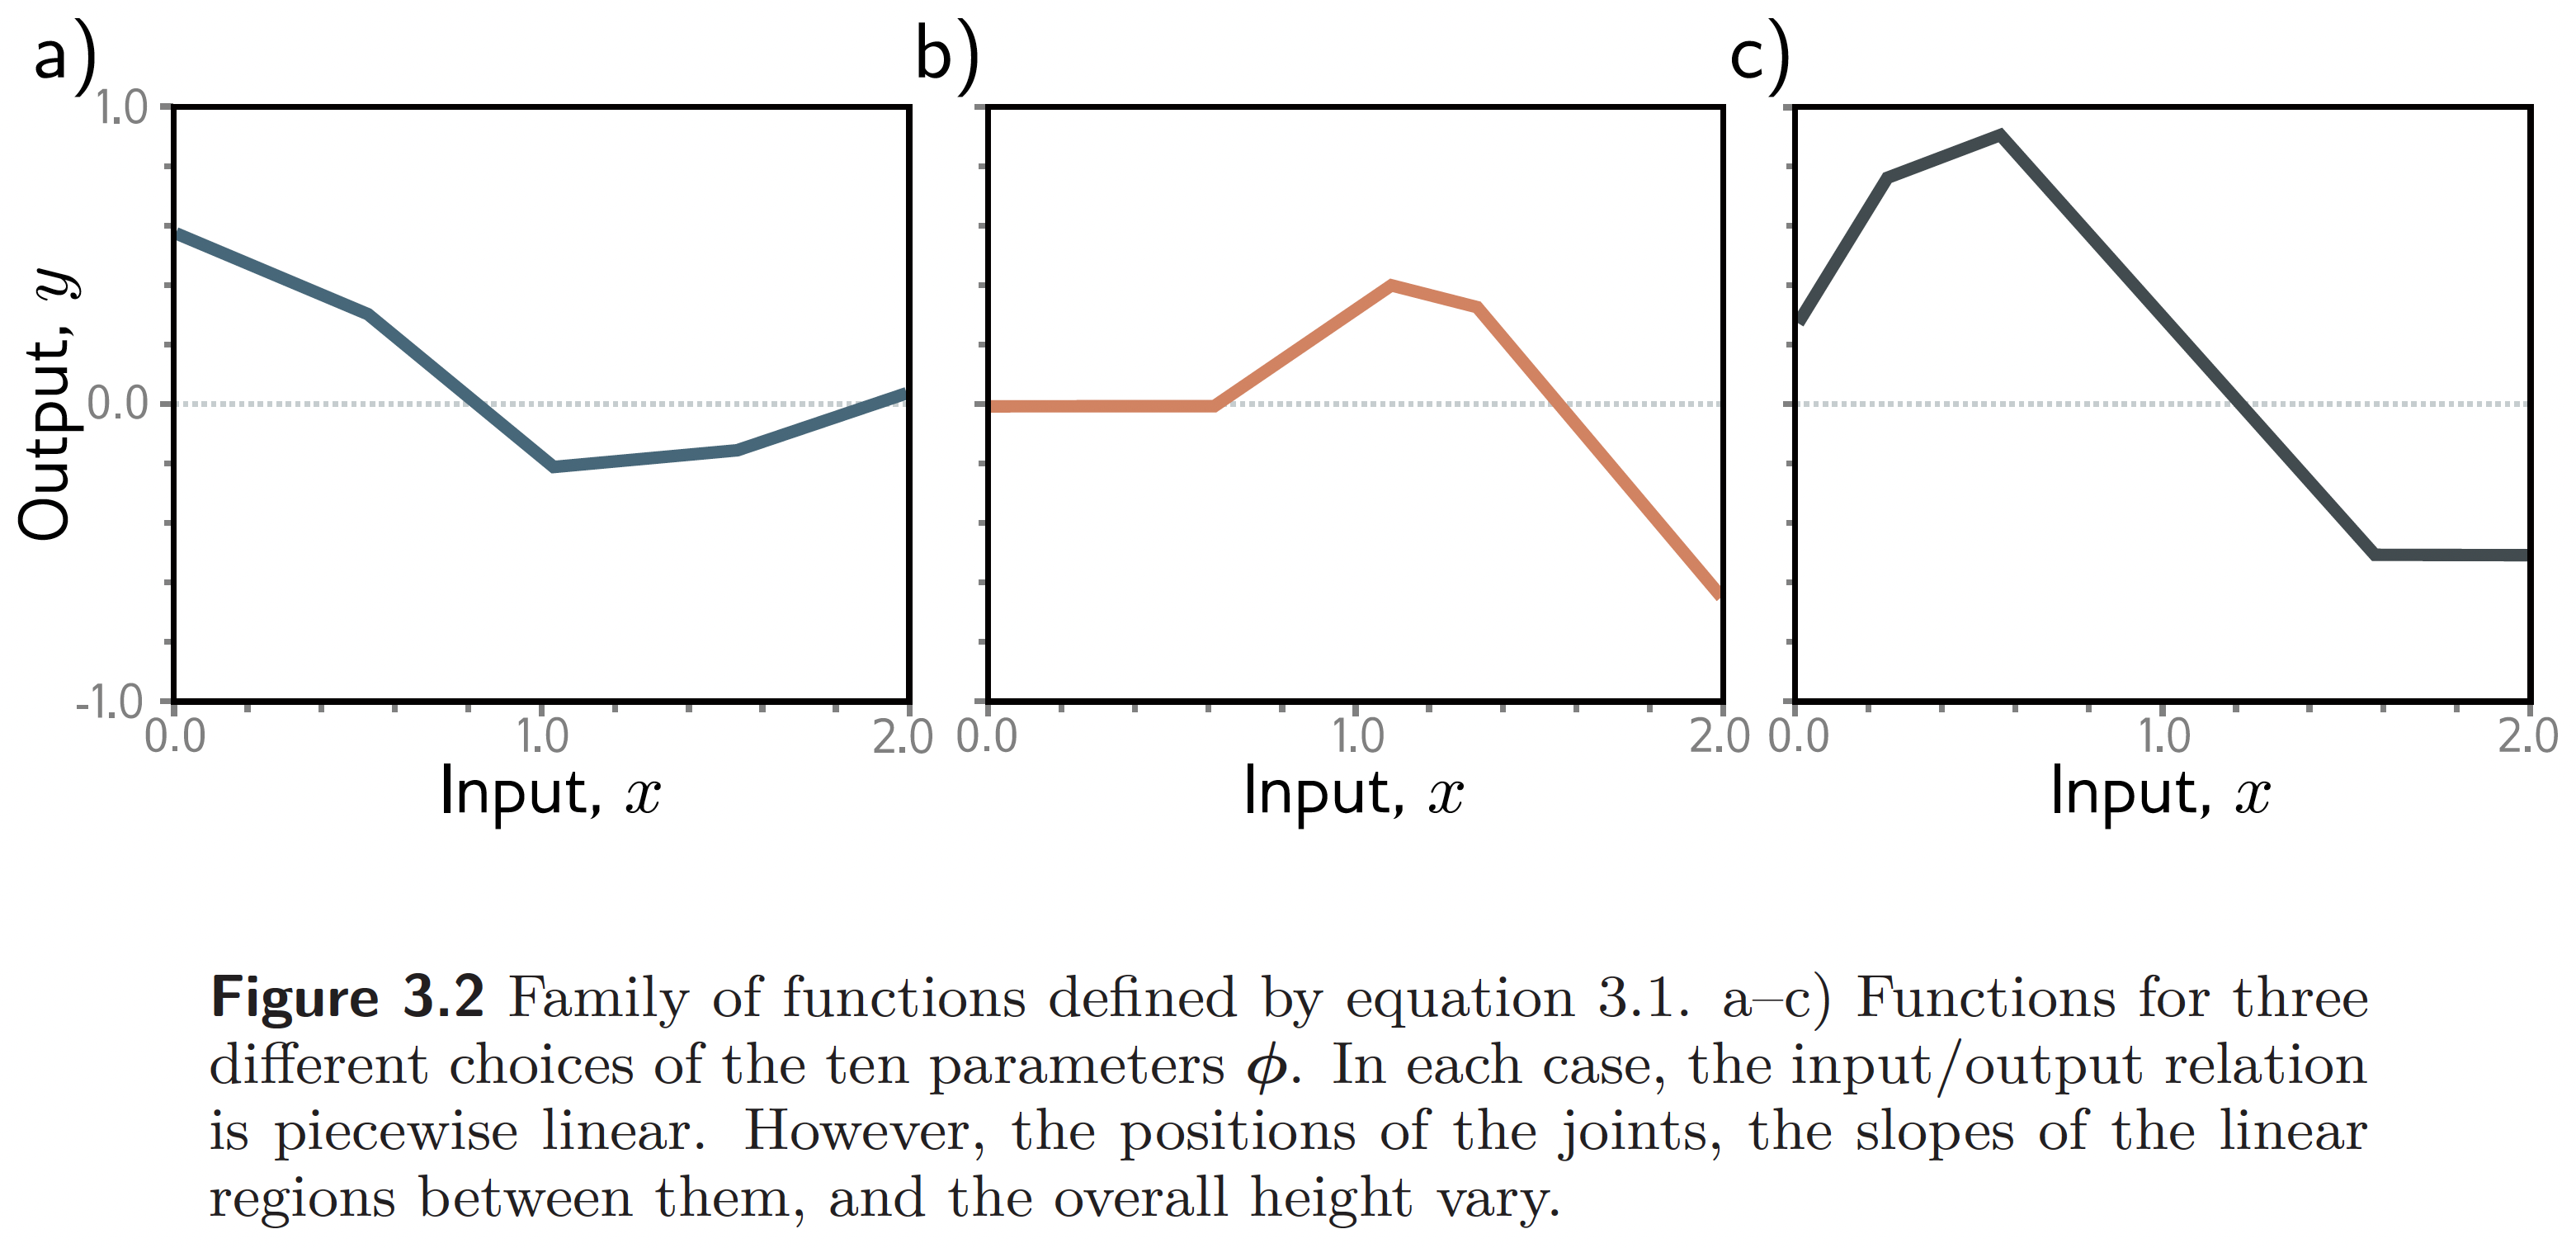 a)
b)
c)
1.0
0.0
-1.0
Output, y
0.0 1.0 2.0
0.0 1.0 2.0
0.0 1.0 2.0
Input, x
Input, x
Input, x
Figure 3.2 Family of functions defined by equation 3.1. a–c) Functions for three
different choices of the ten parameters ϕ. In each case, the input/output relation
is piecewise linear. However, the positions of the joints, the slopes of the linear
regions between them, and the overall height vary.